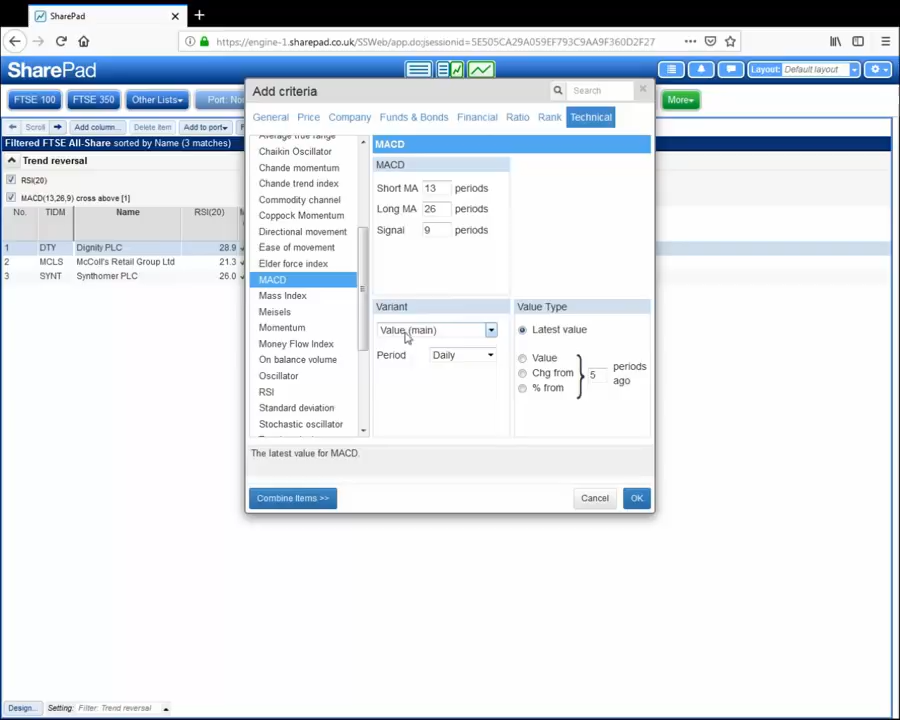 SharePad
https://engine-1.sharepad.co.uk/SSWeb/app.do;jsessionid=5E505CA29A059EF793C9AA9F360D2F27
SharePad
Layout: Default layout
FTSE 100 FTSE 350 Other Lists Port: More
Scroll Add column... Delete item Add to port
Filtered FTSE All-Share sorted by Name (3 matches)
Trend reversal
RSI(20)
MACD(13,26,9) cross above [1]
No. TIDM Name RSI(20)
1 DTY Dignity PLC 28.9
2 MCLS McColl's Retail Group Ltd 21.3
3 SYNT Synthomer PLC 26.0
Add criteria Search
General Price Company Funds & Bonds Financial Ratio Rank Technical
Average true range
Chaikin Oscillator
Chande momentum
Chande trend index
Commodity channel
Coppock Momentum
Directional movement
Ease of movement
Elder force index
MACD
Mass Index
Meisels
Momentum
Money Flow Index
On balance volume
Oscillator
RSI
Standard deviation
Stochastic oscillator
MACD
MACD
Short MA 13 periods
Long MA 26 periods
Signal 9 periods
Variant
Value (main)
Period Daily
Value Type
Latest value
Value
Chg from
% from
5 periods ago
The latest value for MACD.
Combine Items >> Cancel OK
Design... Setting: Filter: Trend reversal